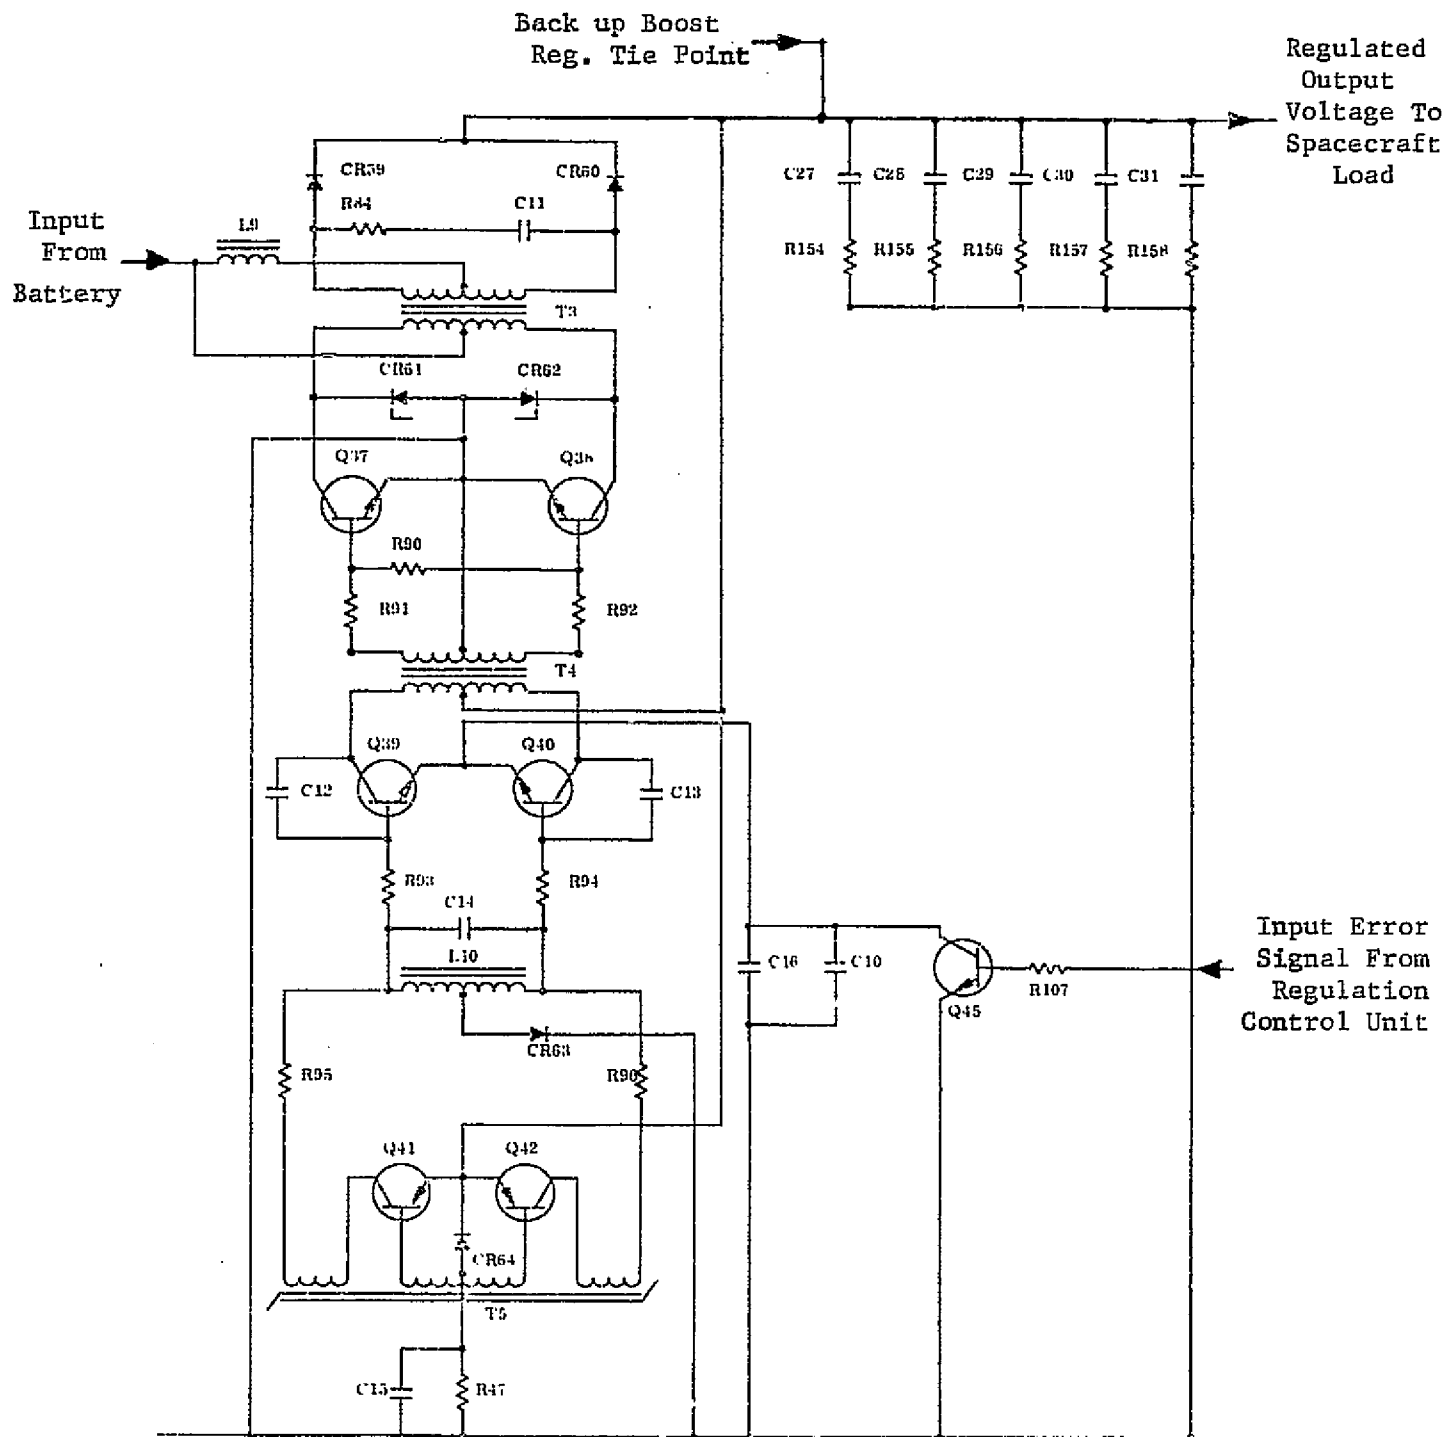 Back up Boost
Reg. Tie Point
Regulated
Output
Voltage To
Spacecraft
Load
Input
From
Battery
L9
CR59
CR60
R84
C11
T3
C27
C28
C29
C30
C31
R154
R155
R156
R157
R158
CR61
CR62
Q37
Q38
R90
R91
R92
T4
Q39
Q40
C12
C13
R93
R94
C14
L10
C16
C10
Q45
R107
Input Error
Signal From
Regulation
Control Unit
CR63
R95
R90
Q41
Q42
CR64
T5
C15
R47